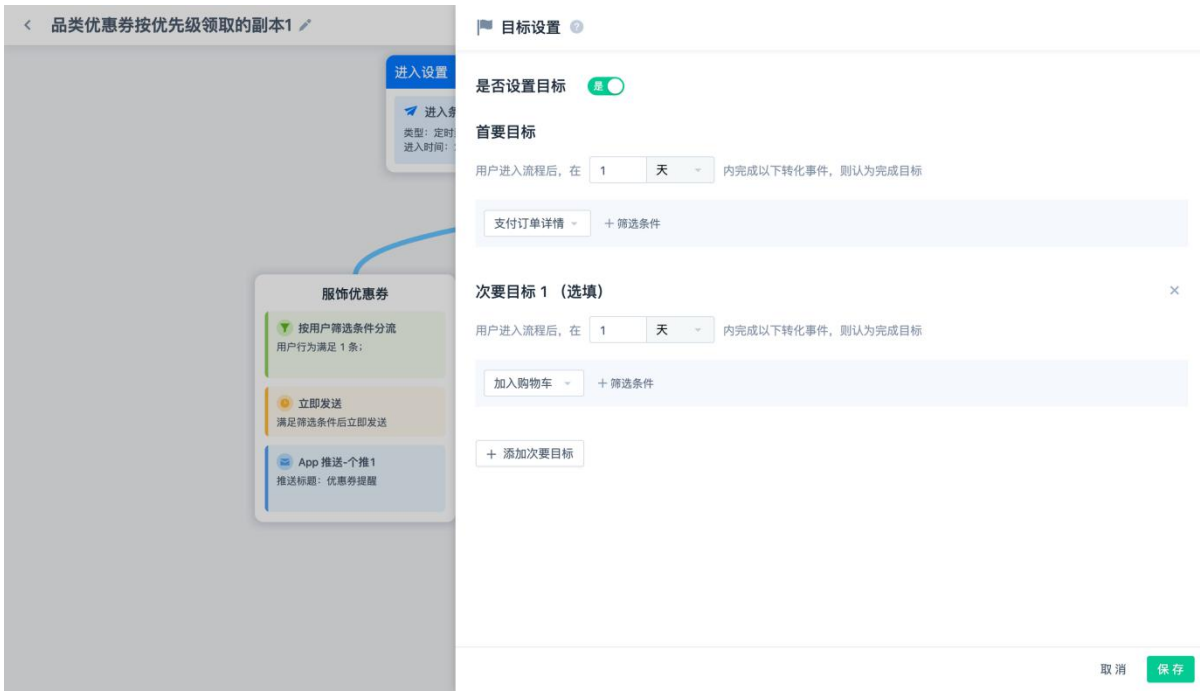 品类优惠券按优先级领取的副本1
进入设置
进入条
类型：定时
进入时间：
服饰优惠券
按用户筛选条件分流
用户行为满足 1 条；
立即发送
满足筛选条件后立即发送
App 推送-个推1
推送标题：优惠券提醒
目标设置
是否设置目标 是
首要目标
用户进入流程后，在 1 天 内完成以下转化事件，则认为完成目标
支付订单详情 + 筛选条件
次要目标 1 （选填）
用户进入流程后，在 1 天 内完成以下转化事件，则认为完成目标
加入购物车 + 筛选条件
+ 添加次要目标
取消 保存